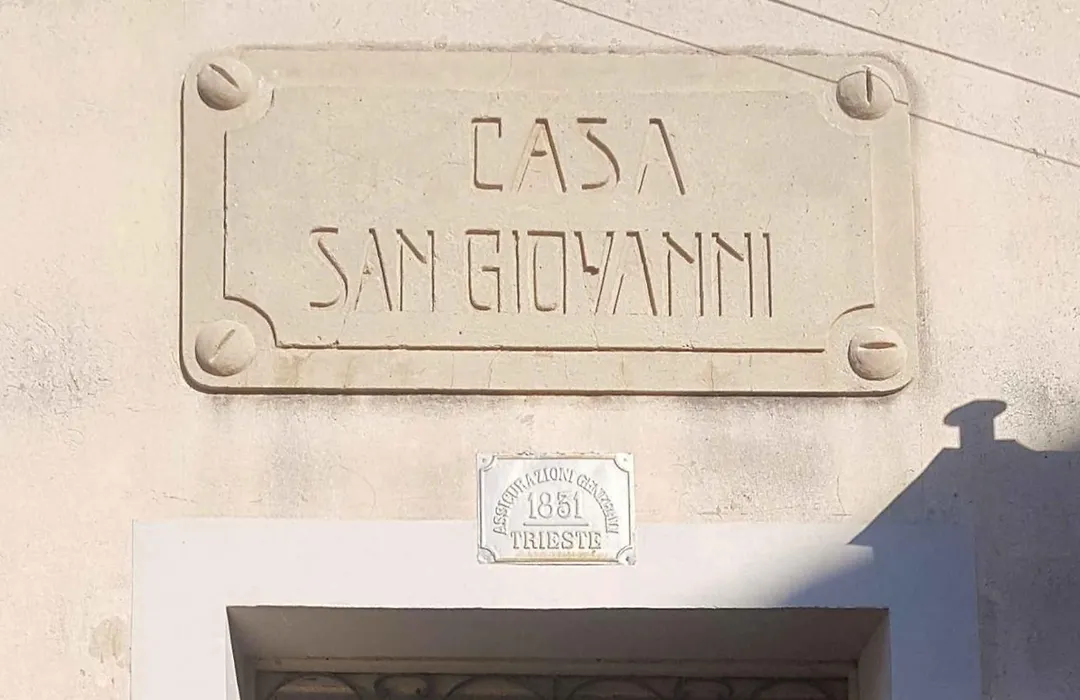 CASA
SAN GIOVANNI
ASSICURAZIONI GENERALI
1831
TRIESTE